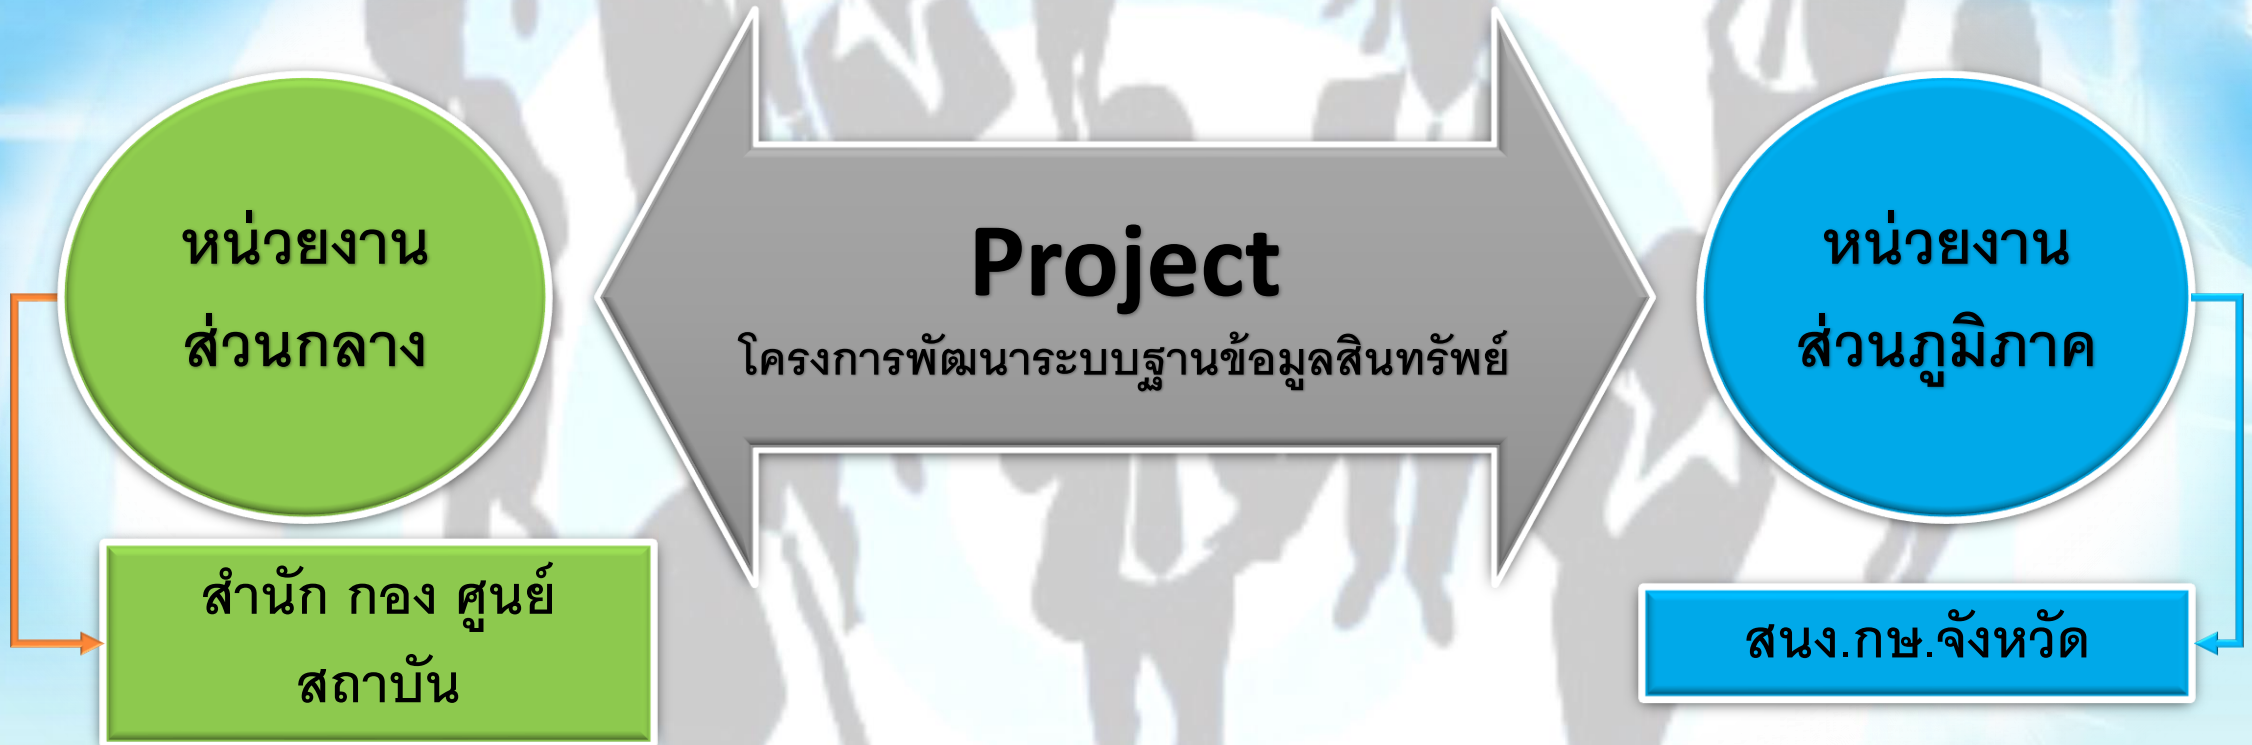 หน่วยงาน
ส่วนกลาง
Project
โครงการพัฒนาระบบฐานข้อมูลสินทรัพย์
หน่วยงาน
ส่วนภูมิภาค
สำนัก กอง ศูนย์
สถาบัน
สนง.กษ.จังหวัด